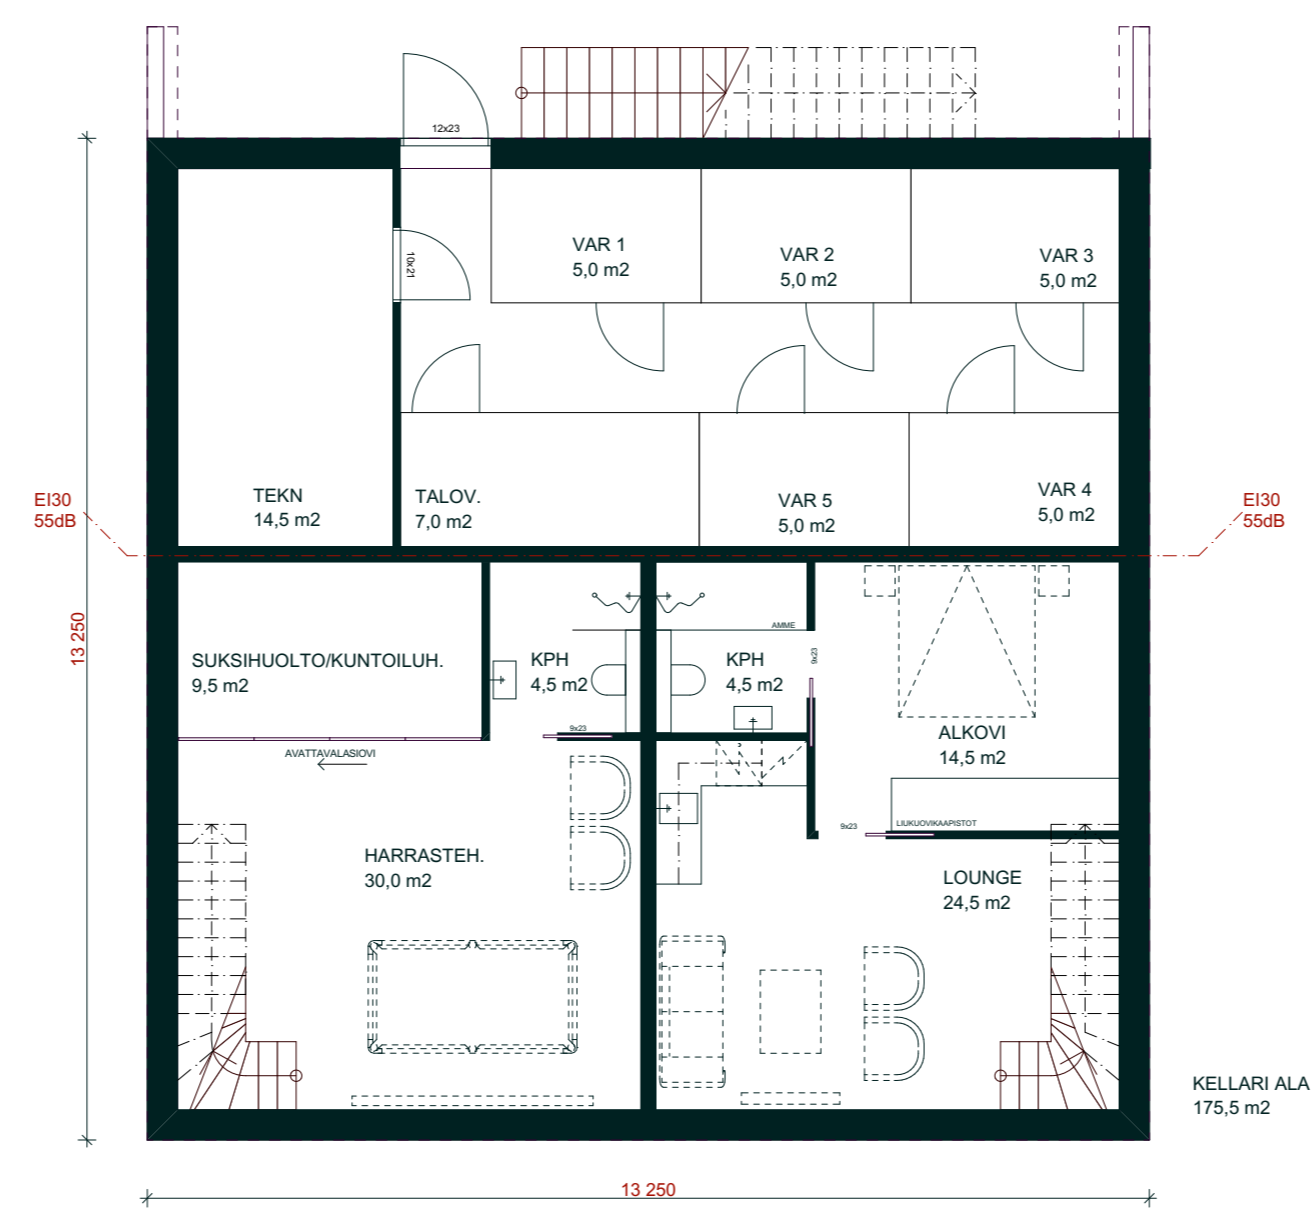 12x23
10x21
VAR 1
5,0 m2
VAR 2
5,0 m2
VAR 3
5,0 m2
TEKN
14,5 m2
TALOV.
7,0 m2
VAR 5
5,0 m2
VAR 4
5,0 m2
EI30
55dB
EI30
55dB
13 250
SUKSIHUOLTO/KUNTOILUH.
9,5 m2
KPH
4,5 m2
9x23
AMME
KPH
4,5 m2
9x23
ALKOVI
14,5 m2
AVATTAVALASIOVI
LIUKUOVIKAAPISTOT
9x23
HARRASTEH.
30,0 m2
LOUNGE
24,5 m2
KELLARI ALA
175,5 m2
13 250